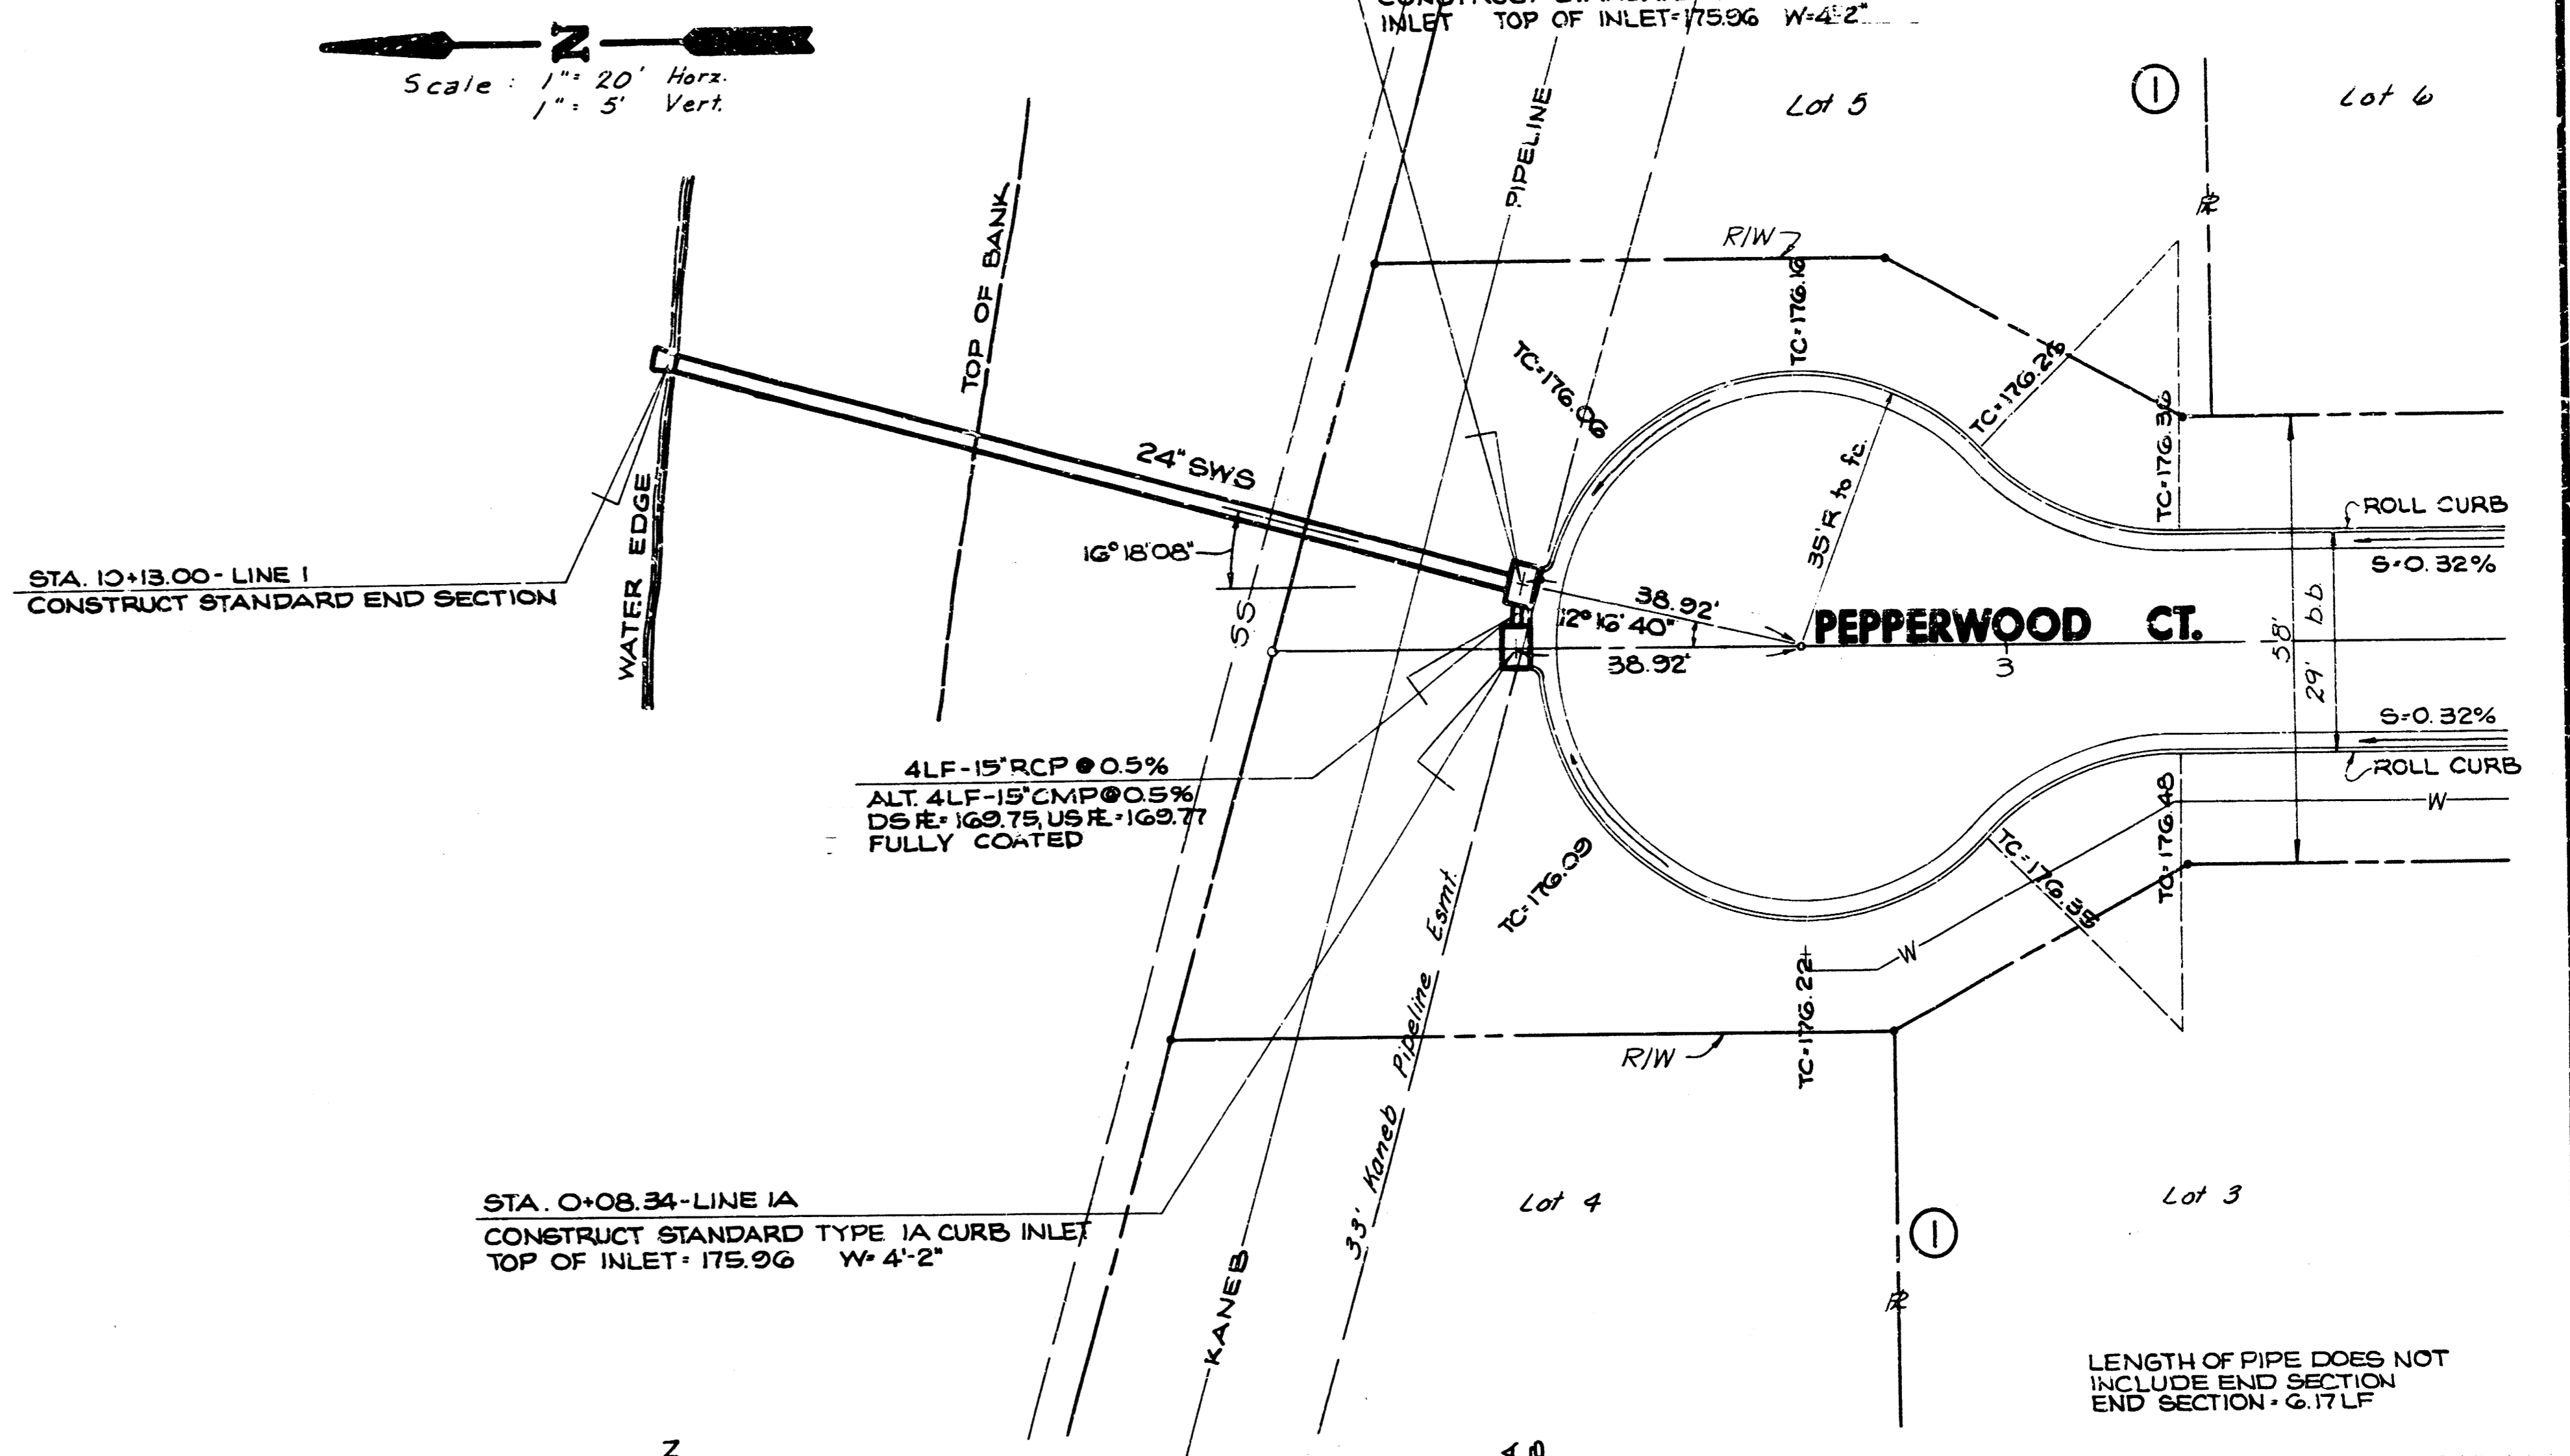 INLET TOP OF INLET=175.96 W=4'-2"
N
Scale : 1"= 20' Horz.
1"= 5' Vert.
PIPELINE
Lot 5
1
Lot 6
TOP OF BANK
R/W
TC=176.16
TC=176.06
TC=176.26
TC=176.36
24" SWS
35' R to fc.
ROLL CURB
S=0.32%
16°18'08"
WATER EDGE
STA. 10+13.00 - LINE 1
CONSTRUCT STANDARD END SECTION
SS
38.92'
12°16'40"
38.92'
PEPPERWOOD CT.
3
58'
29' b.b.
S=0.32%
ROLL CURB
4LF-15"RCP @ 0.5%
ALT. 4LF-15"CMP@0.5%
DS FL=169.75, US FL=169.77
FULLY COATED
TC=176.48
W
TC=176.35
TC=176.09
W
TC=176.22
33' Kaneb Pipeline Esmt.
R/W
STA. 0+08.34-LINE 1A
CONSTRUCT STANDARD TYPE 1A CURB INLET
TOP OF INLET= 175.96 W= 4'-2"
KANEB
Lot 4
Lot 3
1
LENGTH OF PIPE DOES NOT
INCLUDE END SECTION
END SECTION = 6.17 LF